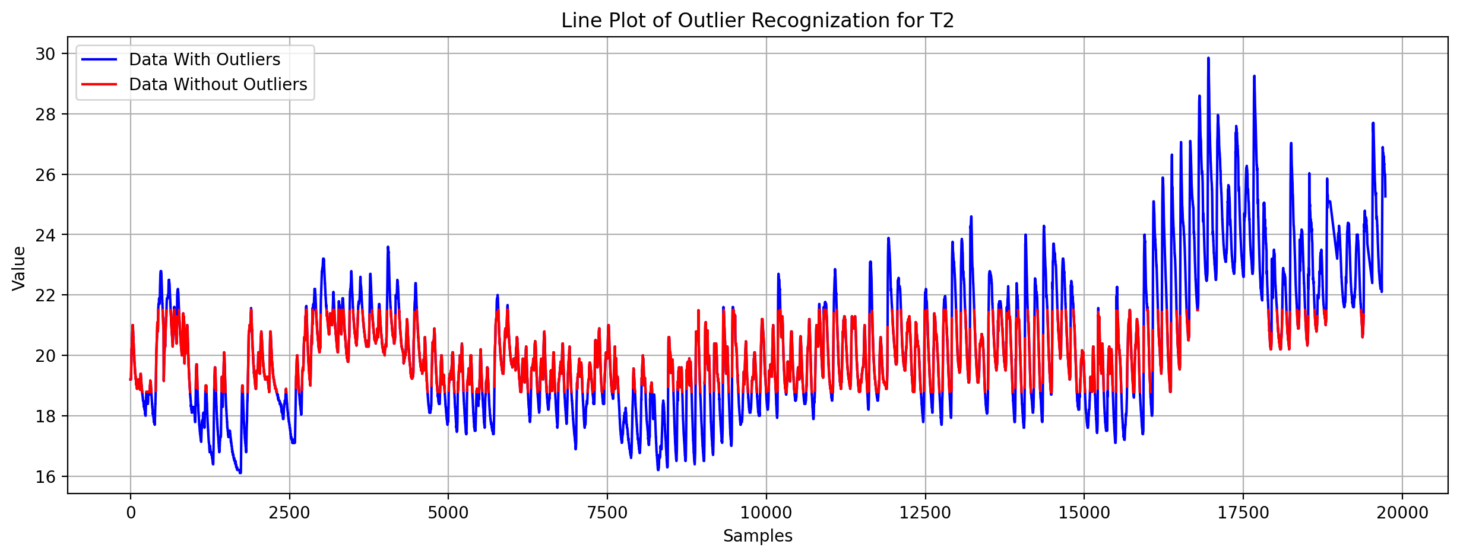 Line Plot of Outlier Recognization for T2
Data With Outliers
Data Without Outliers
Value
30
28
26
24
22
20
18
16
0 2500 5000 7500 10000 12500 15000 17500 20000
Samples